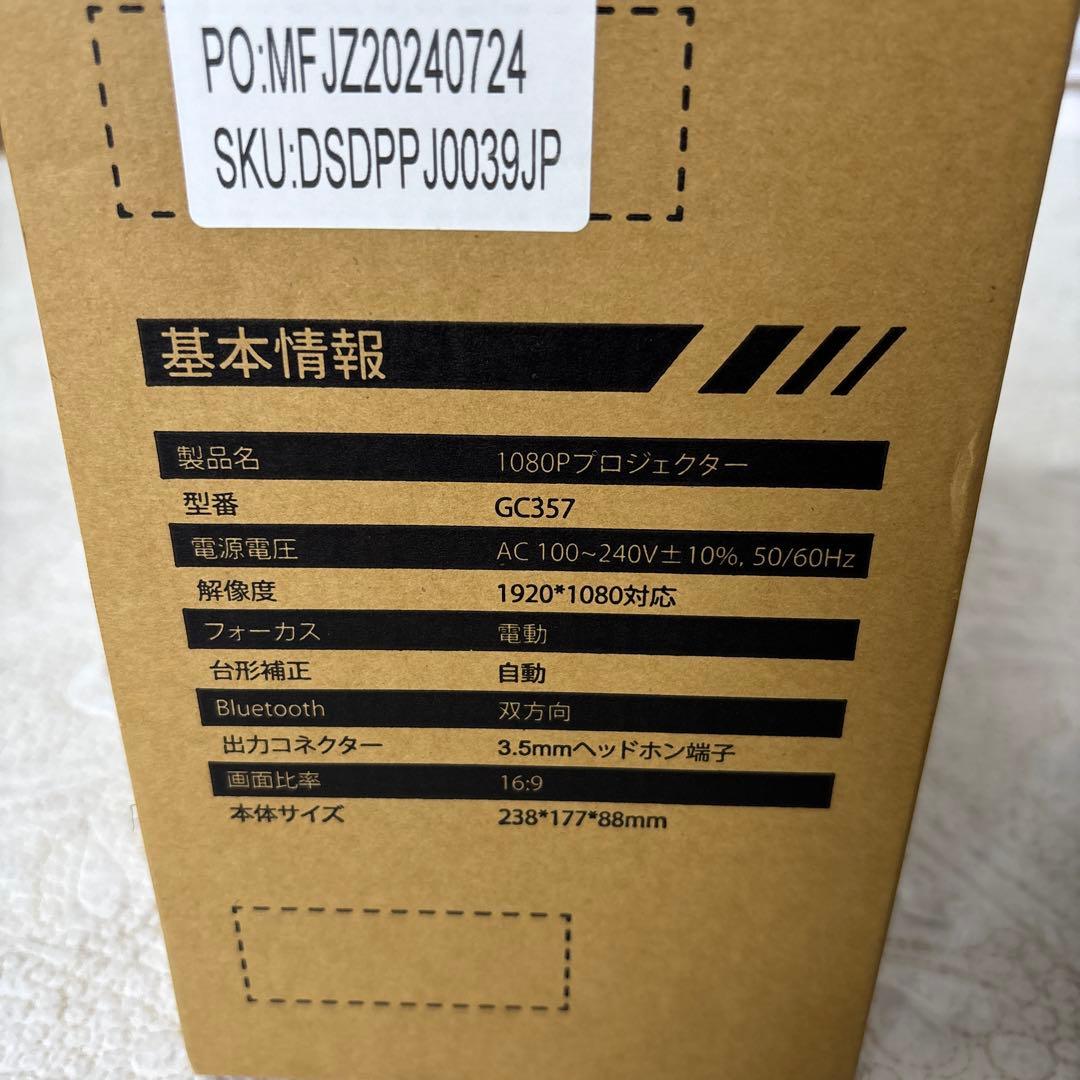 PO:MFJZ20240724
SKU:DSDPPJ0039JP
基本情報
製品名 1080Pプロジェクター
型番 GC357
電源電圧 AC 100~240V±10%, 50/60Hz
解像度 1920*1080対応
フォーカス 電動
台形補正 自動
Bluetooth 双方向
出力コネクター 3.5mmヘッドホン端子
画面比率 16:9
本体サイズ 238*177*88mm